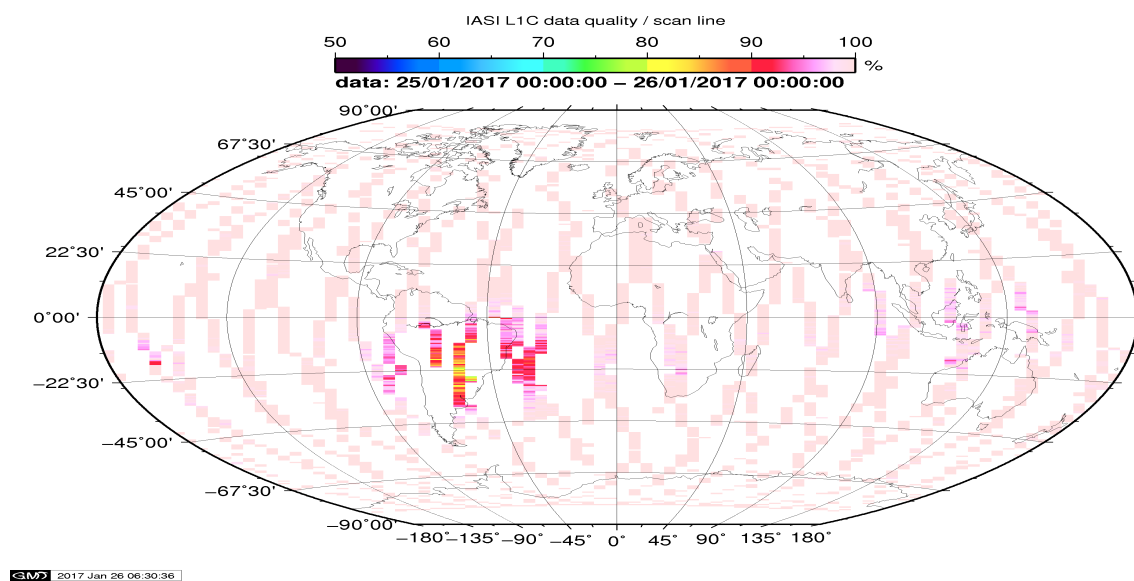 IASI L1C data quality / scan line
50 60 70 80 90 100
%
data: 25/01/2017 00:00:00 − 26/01/2017 00:00:00
90°00'
67°30'
45°00'
22°30'
0°00'
−22°30'
−45°00'
−67°30'
−90°00'
−180° −135° −90° −45° 0° 45° 90° 135° 180°
GMD 2017 Jan 26 06:30:36